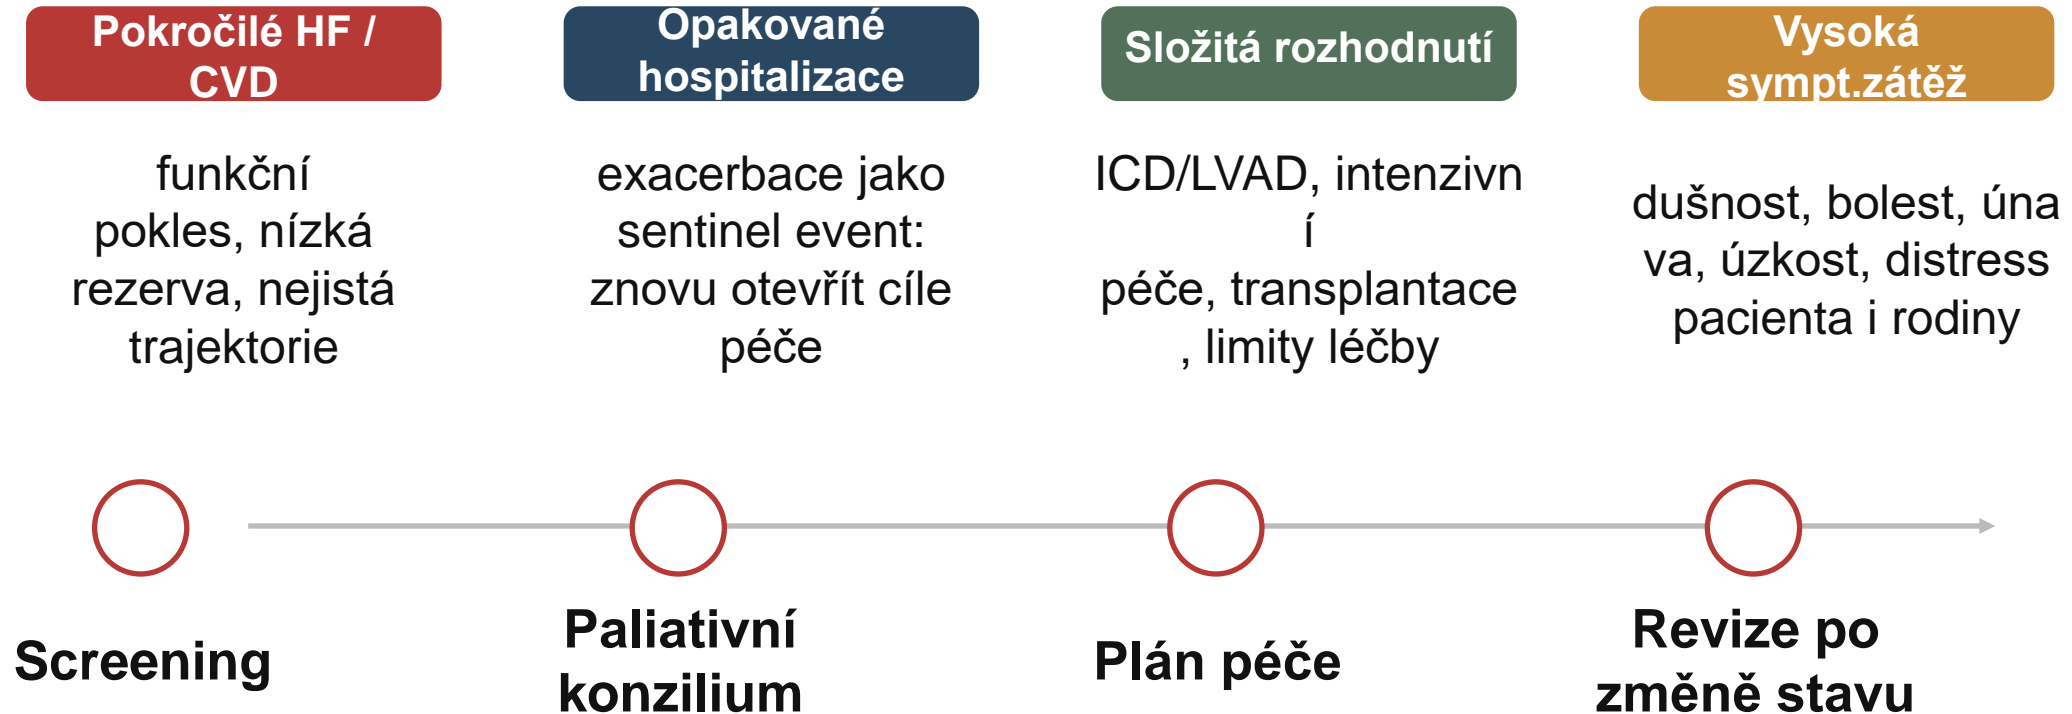 Pokročilé HF /
CVD
funkční
pokles, nízká
rezerva, nejistá
trajektorie
Opakované
hospitalizace
exacerbace jako
sentinel event:
znovu otevřít cíle
péče
Složitá rozhodnutí
ICD/LVAD, intenzivn
í
péče, transplantace
, limity léčby
Vysoká
sympt.zátěž
dušnost, bolest, úna
va, úzkost, distress
pacienta i rodiny
Screening
Paliativní
konzilium
Plán péče
Revize po
změně stavu